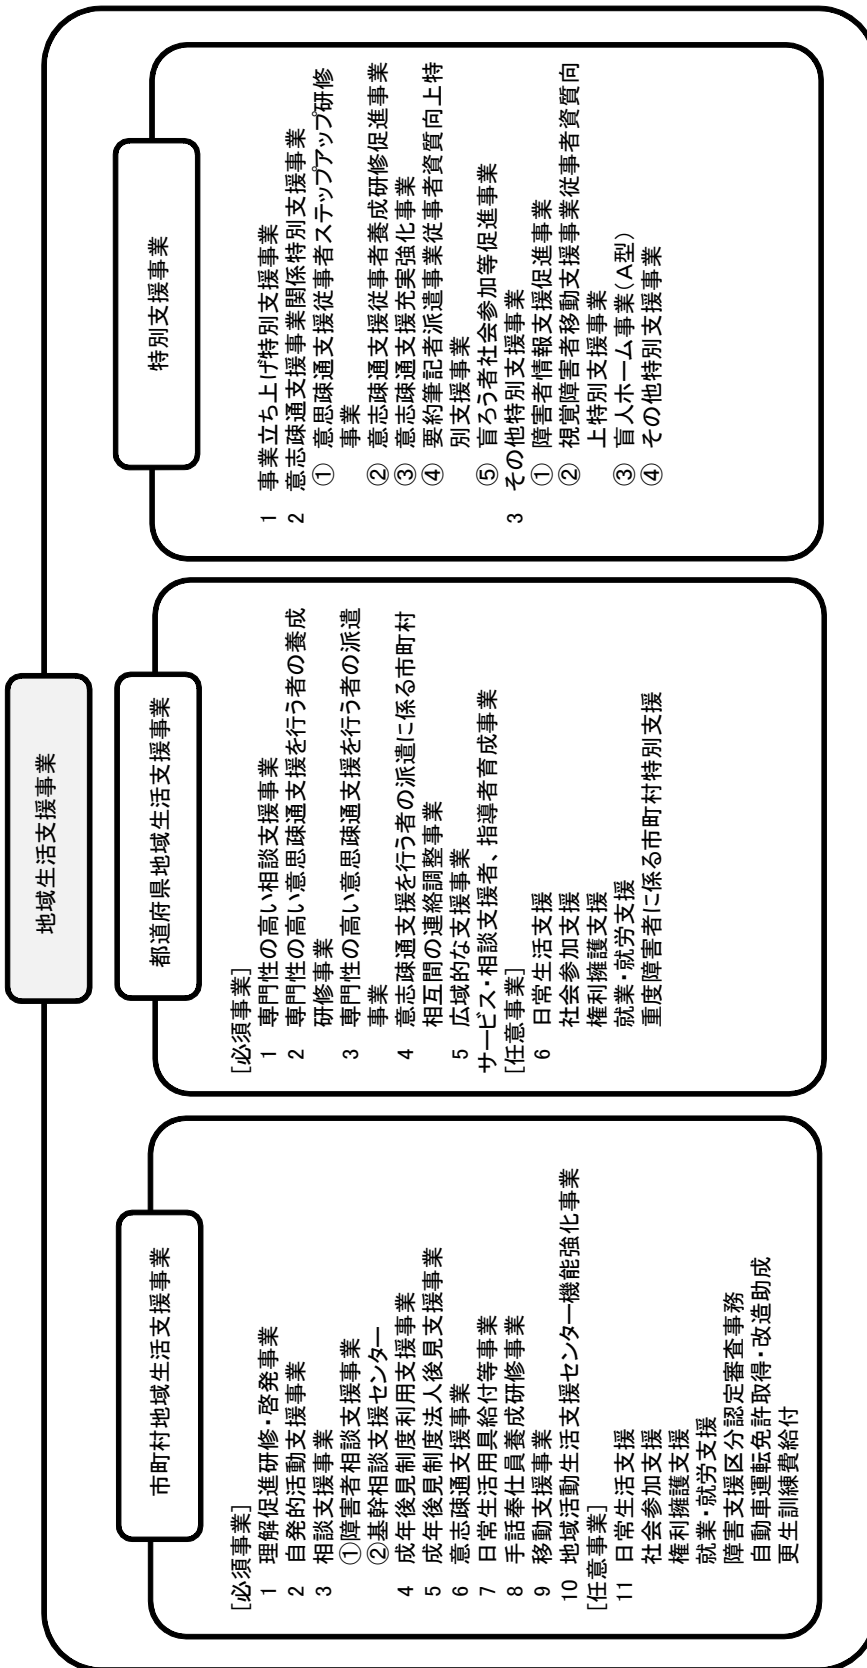 地域生活支援事業
市町村地域生活支援事業
[必須事業]
1 理解促進研修・啓発事業
2 自発的活動支援事業
3 相談支援事業
①障害者相談支援事業
②基幹相談支援センター
4 成年後見制度利用支援事業
5 成年後見制度法人後見支援事業
6 意志疎通支援事業
7 日常生活用具給付等事業
8 手話奉仕員養成研修事業
9 移動支援事業
10 地域活動生活支援センター機能強化事業
[任意事業]
11 日常生活支援
社会参加支援
権利擁護支援
就業・就労支援
障害支援区分認定審査事務
自動車運転免許取得・改造助成
更生訓練費給付
都道府県地域生活支援事業
[必須事業]
1 専門性の高い相談支援事業
2 専門性の高い意思疎通支援を行う者の養成
研修事業
3 専門性の高い意思疎通支援を行う者の派遣
事業
4 意志疎通支援を行う者の派遣に係る市町村
相互間の連絡調整事業
5 広域的な支援事業
サービス・相談支援者、指導者育成事業
[任意事業]
6 日常生活支援
社会参加支援
権利擁護支援
就業・就労支援
重度障害者に係る市町村特別支援
特別支援事業
1 事業立ち上げ特別支援事業
2 意志疎通支援事業関係特別支援事業
① 意思疎通支援従事者ステップアップ研修
事業
② 意志疎通支援従事者養成研修促進事業
③ 意志疎通支援充実強化事業
④ 要約筆記者派遣事業従事者資質向上特
別支援事業
⑤ 盲ろう者社会参加等促進事業
3 その他特別支援事業
① 障害者情報支援促進事業
② 視覚障害者移動支援事業従事者資質向
上特別支援事業
③ 盲人ホーム事業（A型）
④ その他特別支援事業